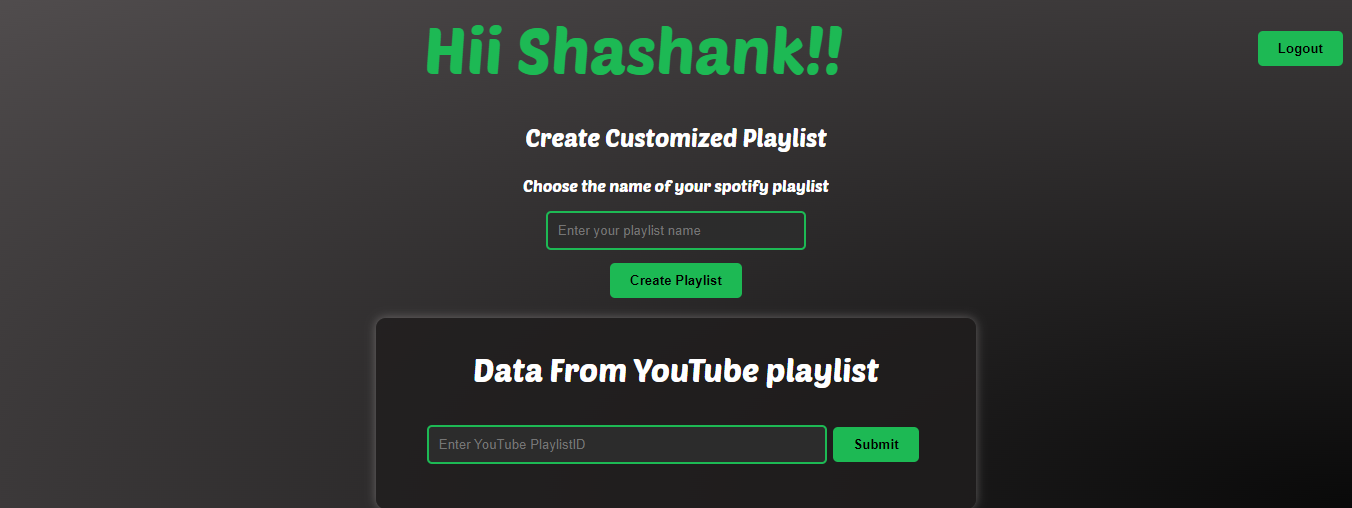 Hii Shashank!!
Logout
Create Customized Playlist
Choose the name of your spotify playlist
Enter your playlist name
Create Playlist
Data From YouTube playlist
Enter YouTube PlaylistID
Submit